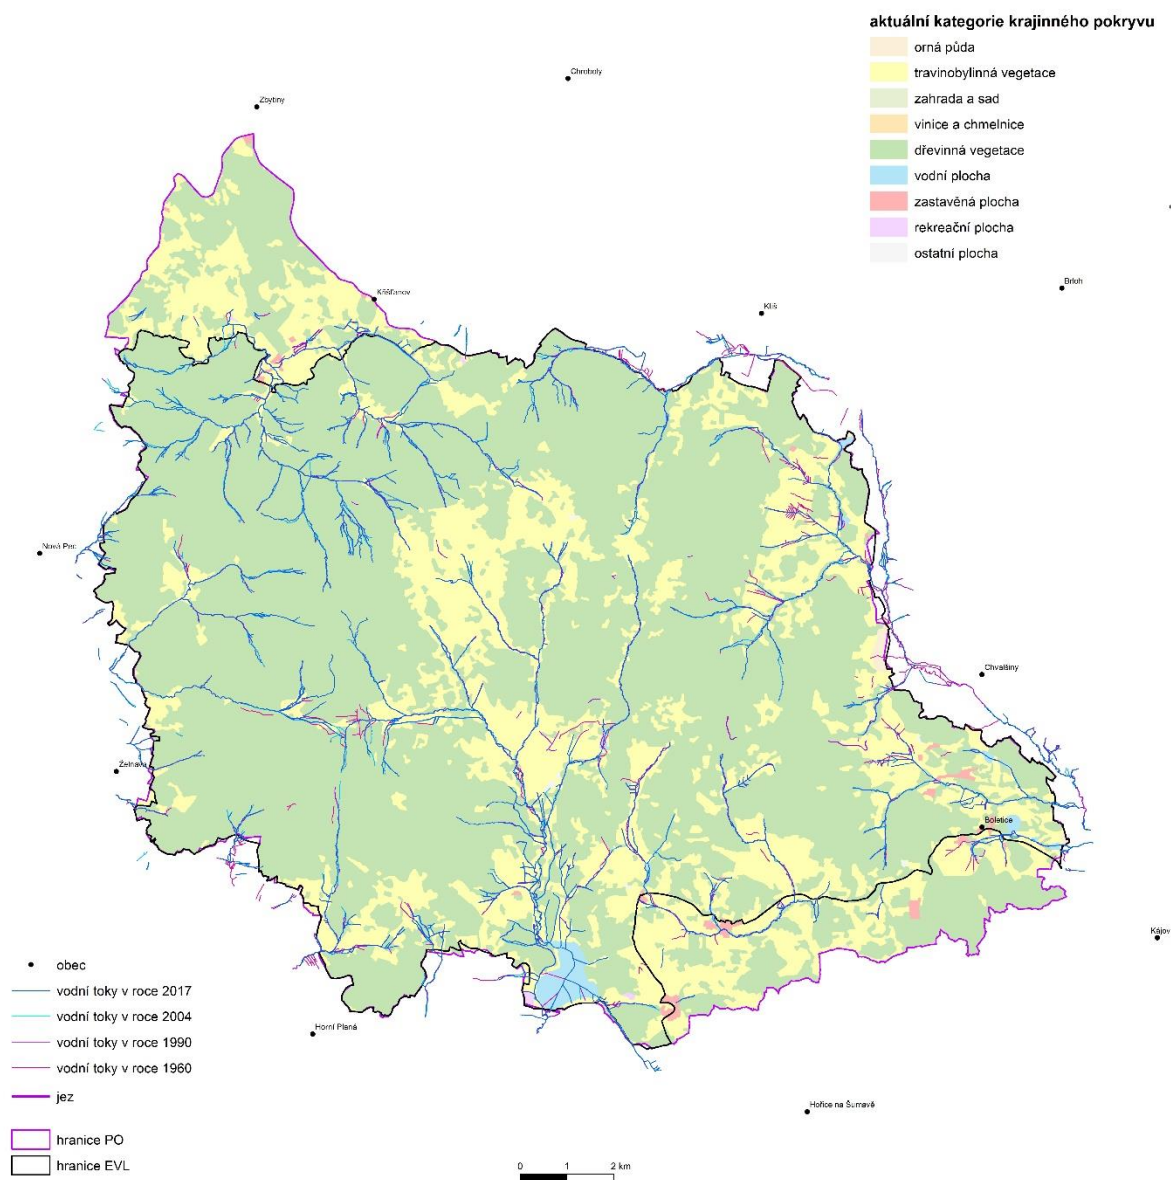 aktuální kategorie krajinného pokryvu
orná půda
travinobylinná vegetace
zahrada a sad
vinice a chmelnice
dřevinná vegetace
vodní plocha
zastavěná plocha
rekreační plocha
ostatní plocha
Chroboly
Zbytiny
Křišťanov
Ktiš
Brloh
Nová Pec
Chvalšiny
Želnava
Boletice
Kájov
Horní Planá
Hořice na Šumavě
obec
vodní toky v roce 2017
vodní toky v roce 2004
vodní toky v roce 1990
vodní toky v roce 1960
jez
hranice PO
hranice EVL
0 1 2 km